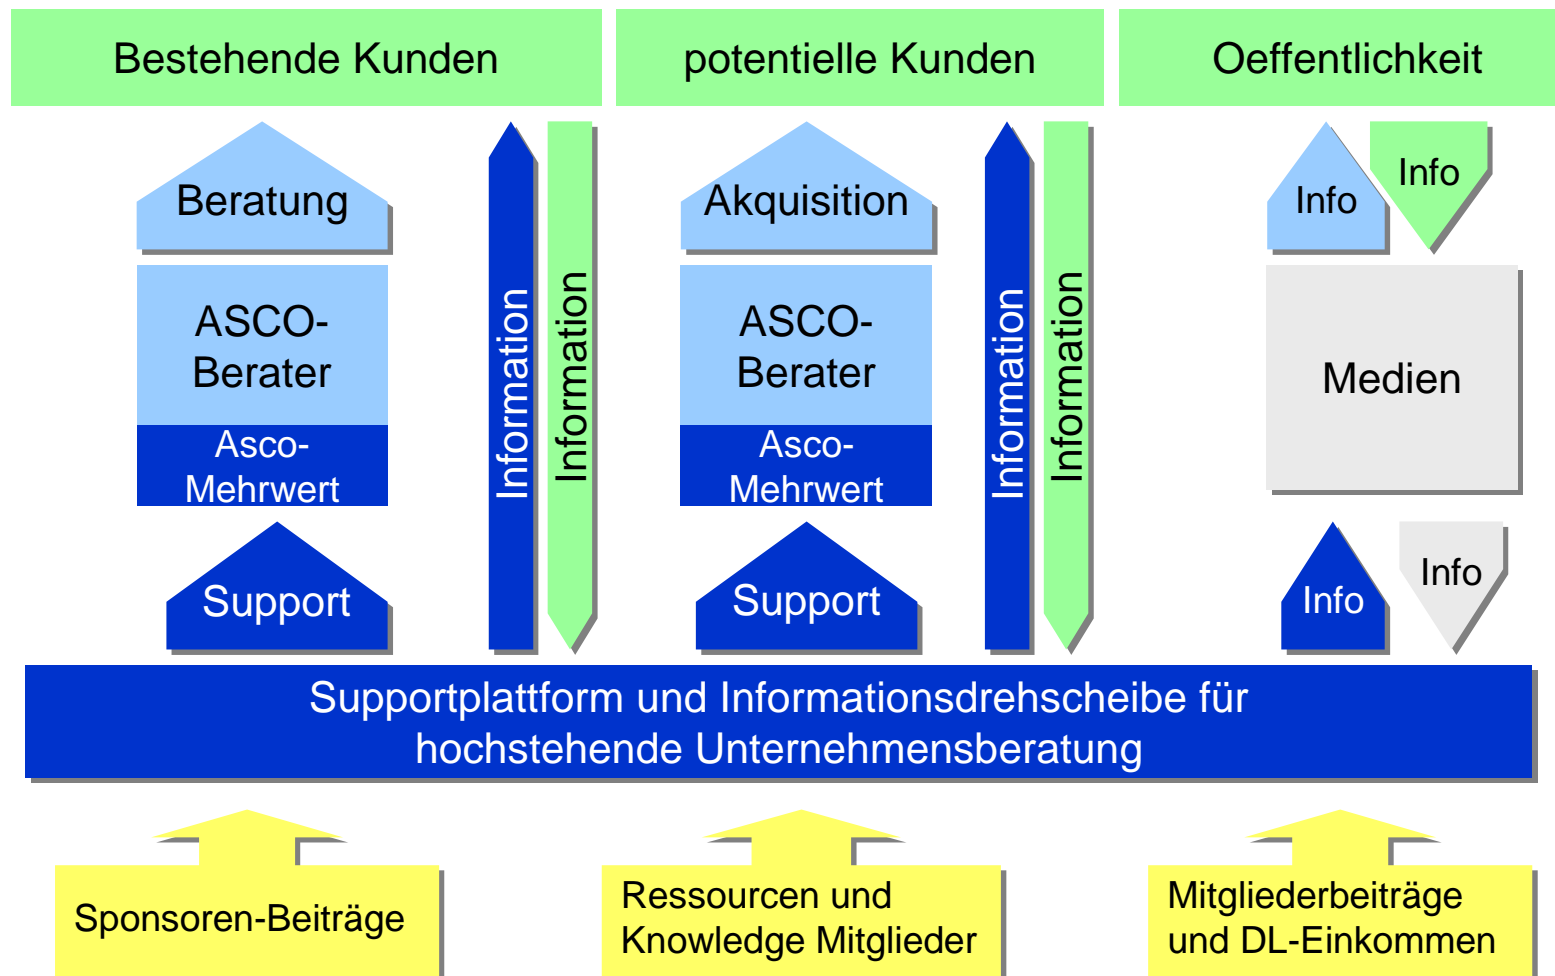 Bestehende Kunden
potentielle Kunden
Oeffentlichkeit
Beratung
ASCO-
Berater
Asco-
Mehrwert
Support
Information
Information
Akquisition
ASCO-
Berater
Asco-
Mehrwert
Support
Information
Information
Info
Info
Medien
Info
Info
Supportplattform und Informationsdrehscheibe für
hochstehende Unternehmensberatung
Sponsoren-Beiträge
Ressourcen und
Knowledge Mitglieder
Mitgliederbeiträge
und DL-Einkommen